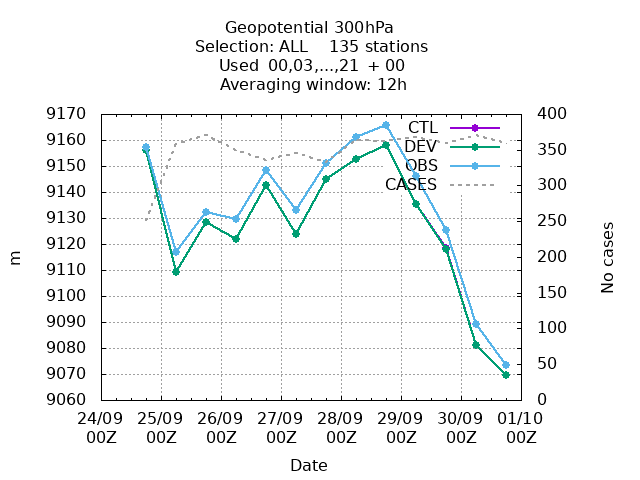 Geopotential 300hPa
Selection: ALL    135 stations
Used  00,03,...,21  + 00
Averaging window: 12h
9170
9160
9150
9140
9130
9120
9110
9100
9090
9080
9070
9060
m
400
350
300
250
200
150
100
50
0
No cases
CTL
DEV
OBS
CASES
24/09 25/09 26/09 27/09 28/09 29/09 30/09 01/10
00Z 00Z 00Z 00Z 00Z 00Z 00Z 00Z
Date